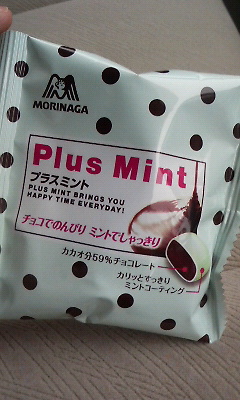 MORINAGA
Plus Mint
プラスミント
PLUS MINT BRINGS YOU
HAPPY TIME EVERYDAY!
チョコでのんびり ミントでしゃっきり
カカオ分59%チョコレート
カリッとすっきり
ミントコーティング